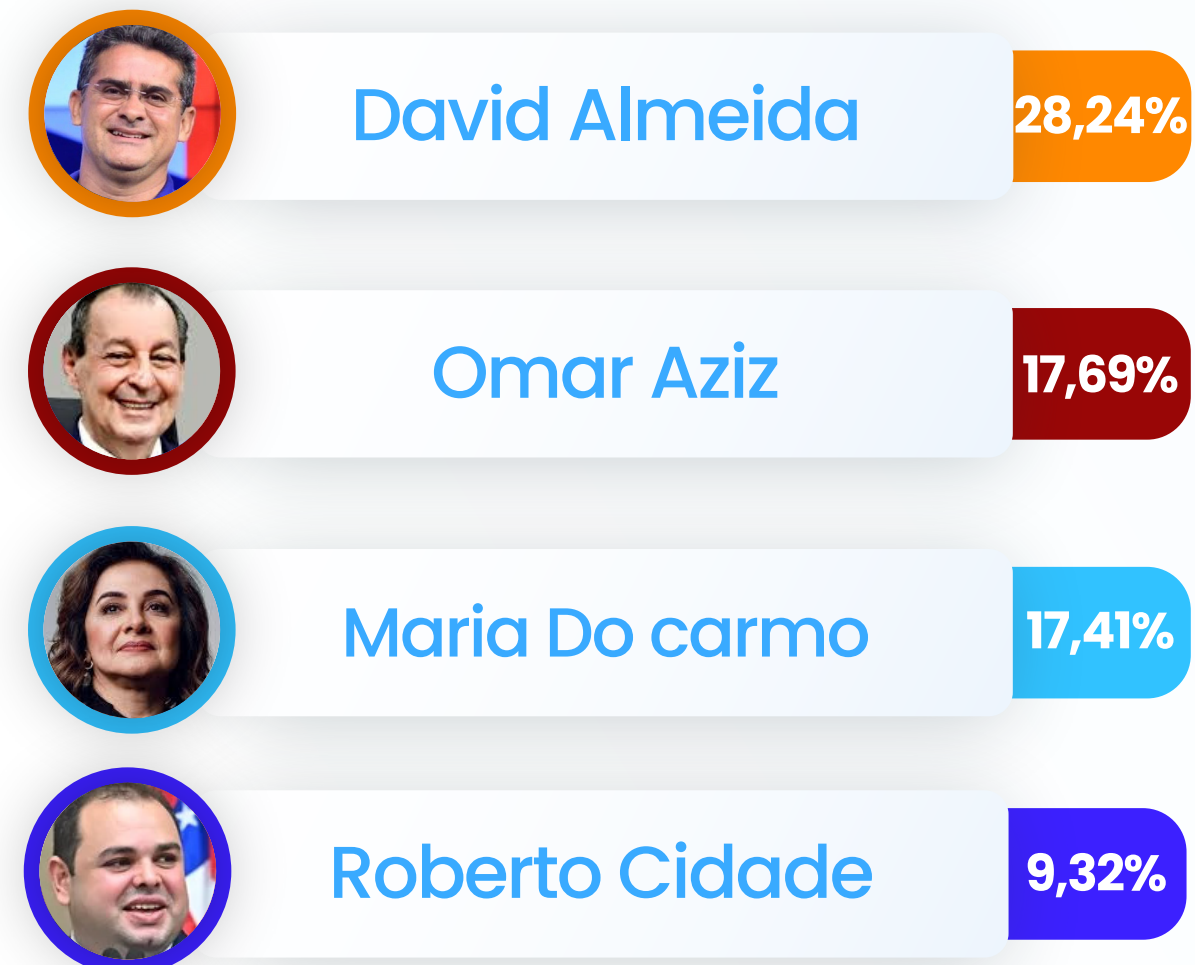 David Almeida 28,24%
Omar Aziz 17,69%
Maria Do carmo 17,41%
Roberto Cidade 9,32%